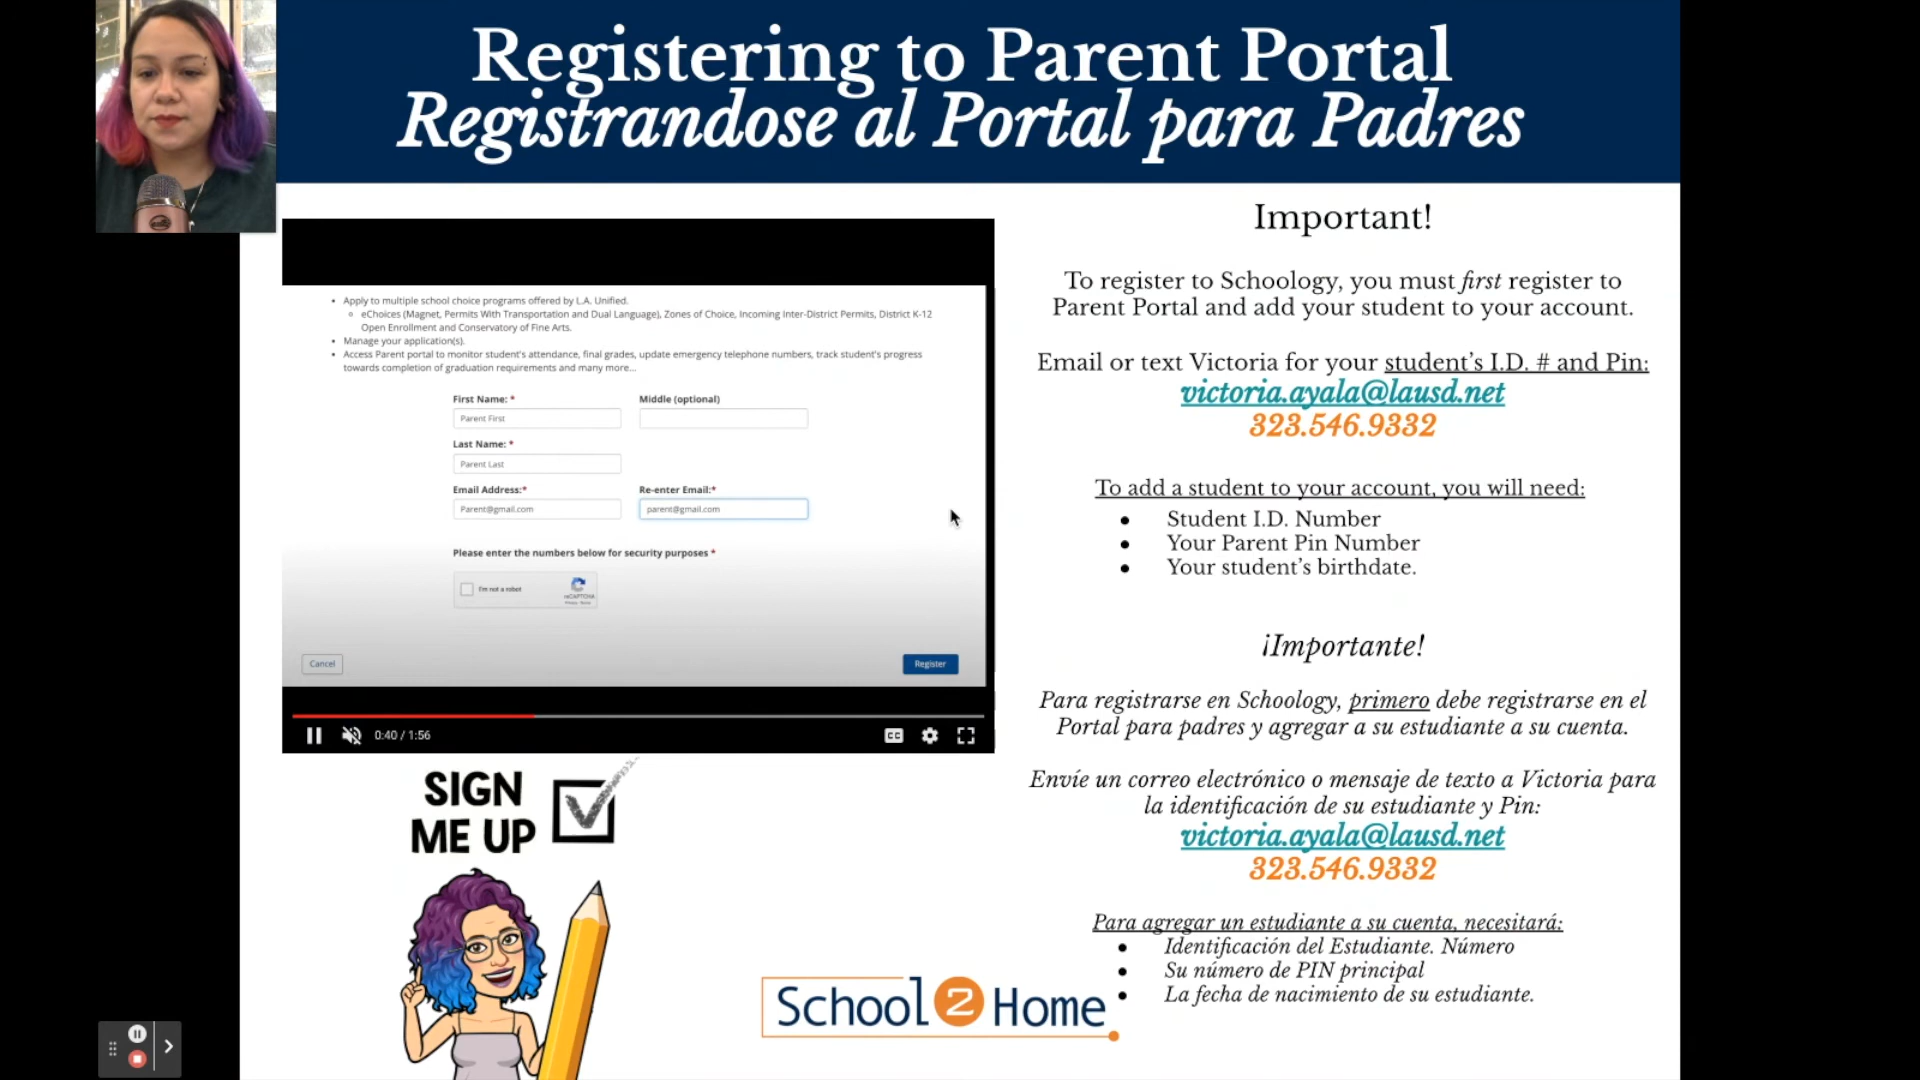 Registering to Parent Portal
Registrandose al Portal para Padres
Apply to multiple school choice programs offered by L.A. Unified.
eChoices (Magnet, Permits With Transportation and Dual Language), Zones of Choice, Incoming Inter-District Permits, District K-12
Open Enrollment and Conservatory of Fine Arts.
Manage your application(s).
Access Parent portal to monitor student's attendance, final grades, update emergency telephone numbers, track student's progress
towards completion of graduation requirements and many more...
First Name: *
Middle (optional)
Parent First
Last Name: *
Parent Last
Email Address:*
Re-enter Email:*
Parent@gmail.com
parent@gmail.com
Please enter the numbers below for security purposes *
I'm not a robot
reCAPTCHA
Privacy - Terms
Cancel
Register
0:40 / 1:56
CC
SIGN
ME UP
School 2 Home
Important!
To register to Schoology, you must first register to
Parent Portal and add your student to your account.
Email or text Victoria for your student's I.D. # and Pin:
victoria.ayala@lausd.net
323.546.9332
To add a student to your account, you will need:
Student I.D. Number
Your Parent Pin Number
Your student's birthdate.
¡Importante!
Para registrarse en Schoology, primero debe registrarse en el
Portal para padres y agregar a su estudiante a su cuenta.
Envíe un correo electrónico o mensaje de texto a Victoria para
la identificación de su estudiante y Pin:
victoria.ayala@lausd.net
323.546.9332
Para agregar un estudiante a su cuenta, necesitará:
Identificación del Estudiante. Número
Su número de PIN principal
La fecha de nacimiento de su estudiante.